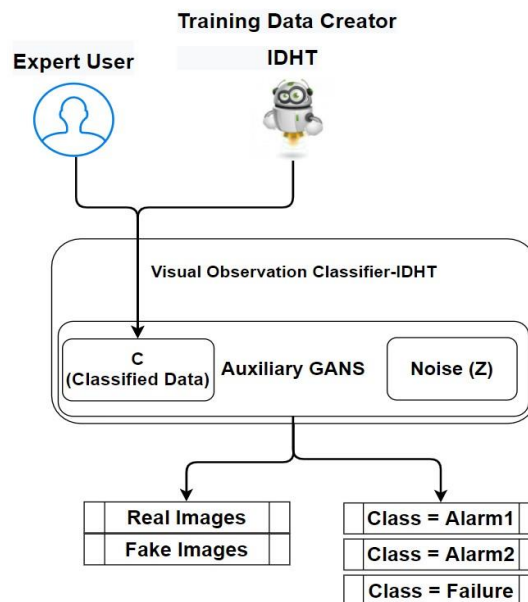 Training Data Creator
Expert User
IDHT
Visual Observation Classifier-IDHT
C
(Classified Data)
Auxiliary GANS
Noise (Z)
Real Images
Fake Images
Class = Alarm1
Class = Alarm2
Class = Failure